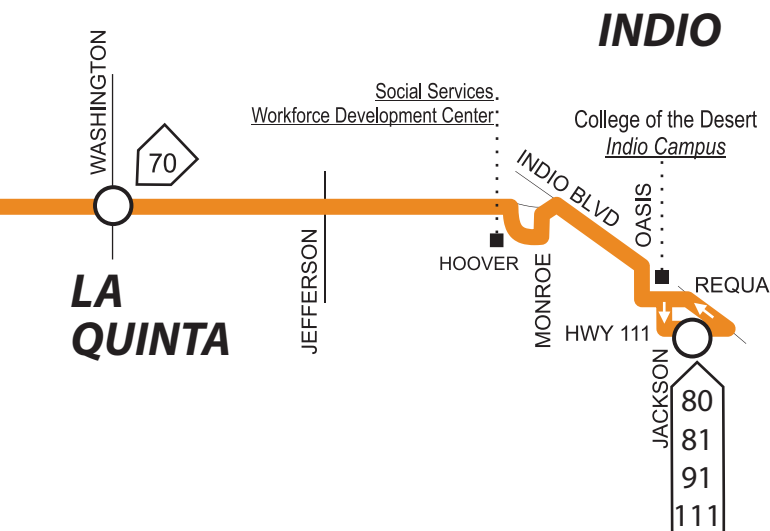 INDIO
WASHINGTON
70
LA
QUINTA
JEFFERSON
Social Services
Workforce Development Center
HOOVER
MONROE
INDIO BLVD
College of the Desert
Indio Campus
OASIS
REQUA
HWY 111
JACKSON
80
81
91
111